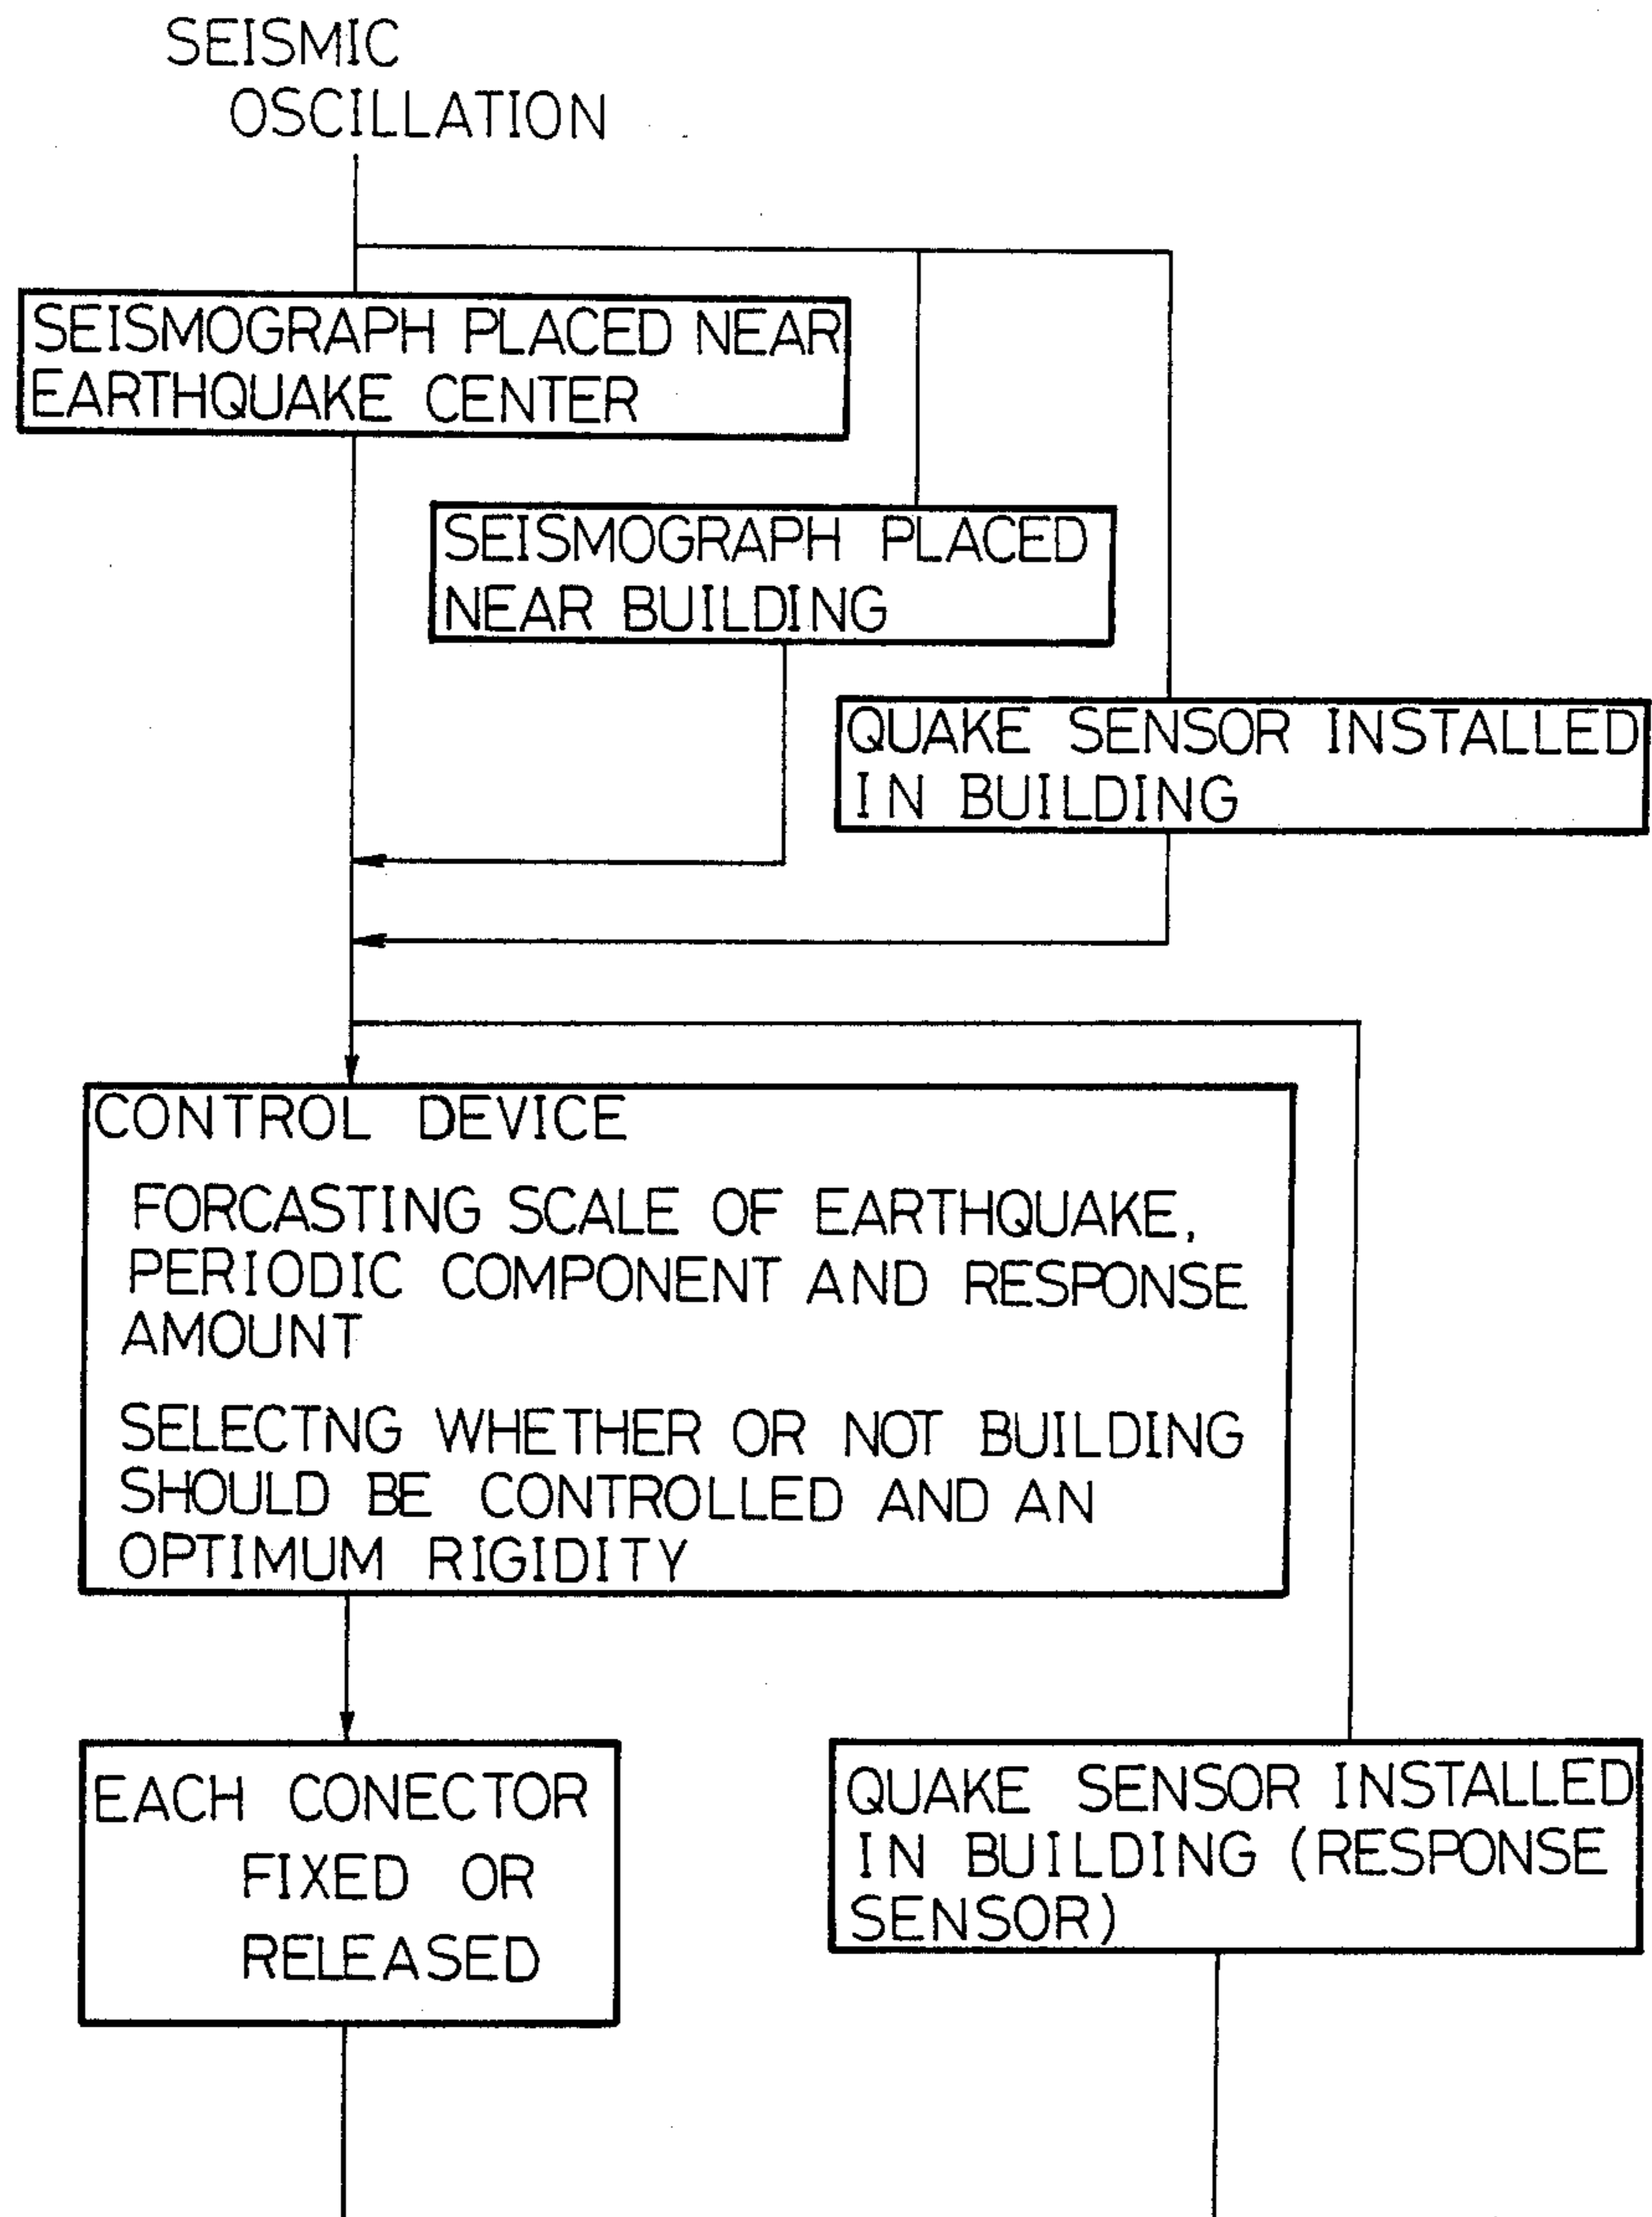 SEISMIC
OSCILLATION
SEISMOGRAPH PLACED NEAR
EARTHQUAKE CENTER
SEISMOGRAPH PLACED
NEAR BUILDING
QUAKE SENSOR INSTALLED
IN BUILDING
CONTROL DEVICE
FORCASTING SCALE OF EARTHQUAKE,
PERIODIC COMPONENT AND RESPONSE
AMOUNT
SELECTNG WHETHER OR NOT BUILDING
SHOULD BE CONTROLLED AND AN
OPTIMUM RIGIDITY
EACH CONECTOR
FIXED OR
RELEASED
QUAKE SENSOR INSTALLED
IN BUILDING (RESPONSE
SENSOR)